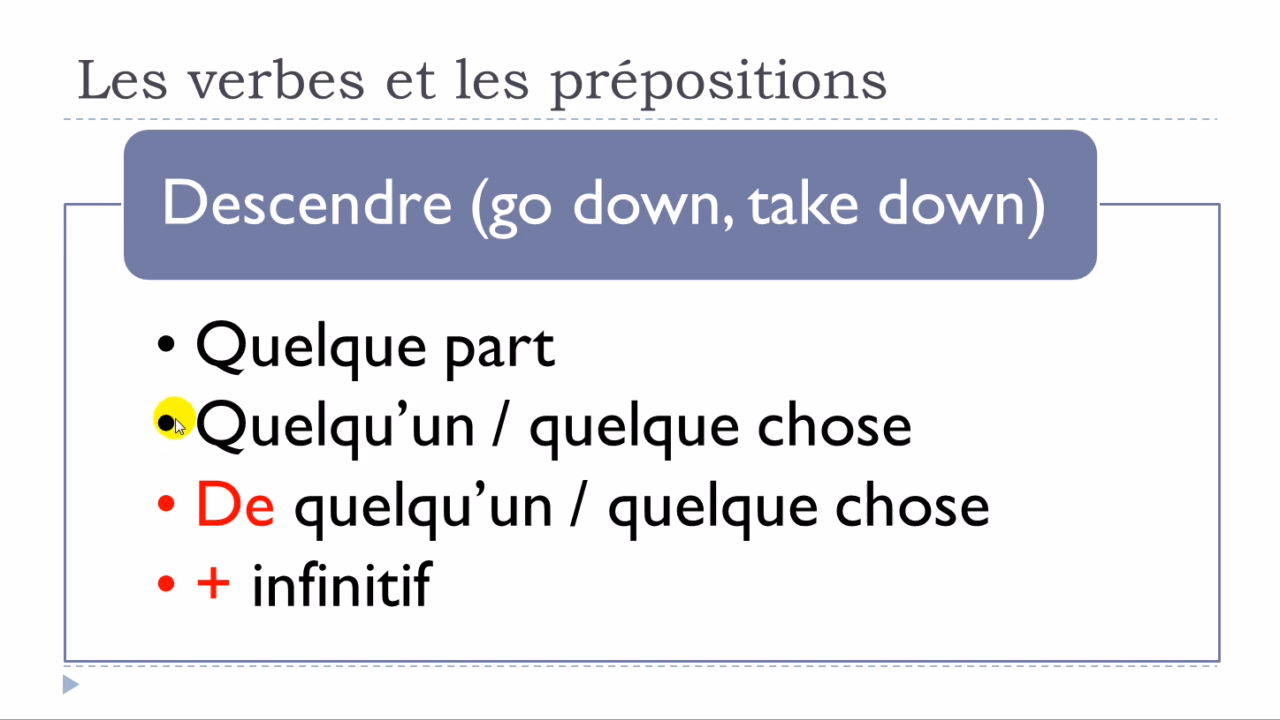 Les verbes et les prépositions
Descendre (go down, take down)
• Quelque part
• Quelqu’un / quelque chose
• De quelqu’un / quelque chose
• + infinitif